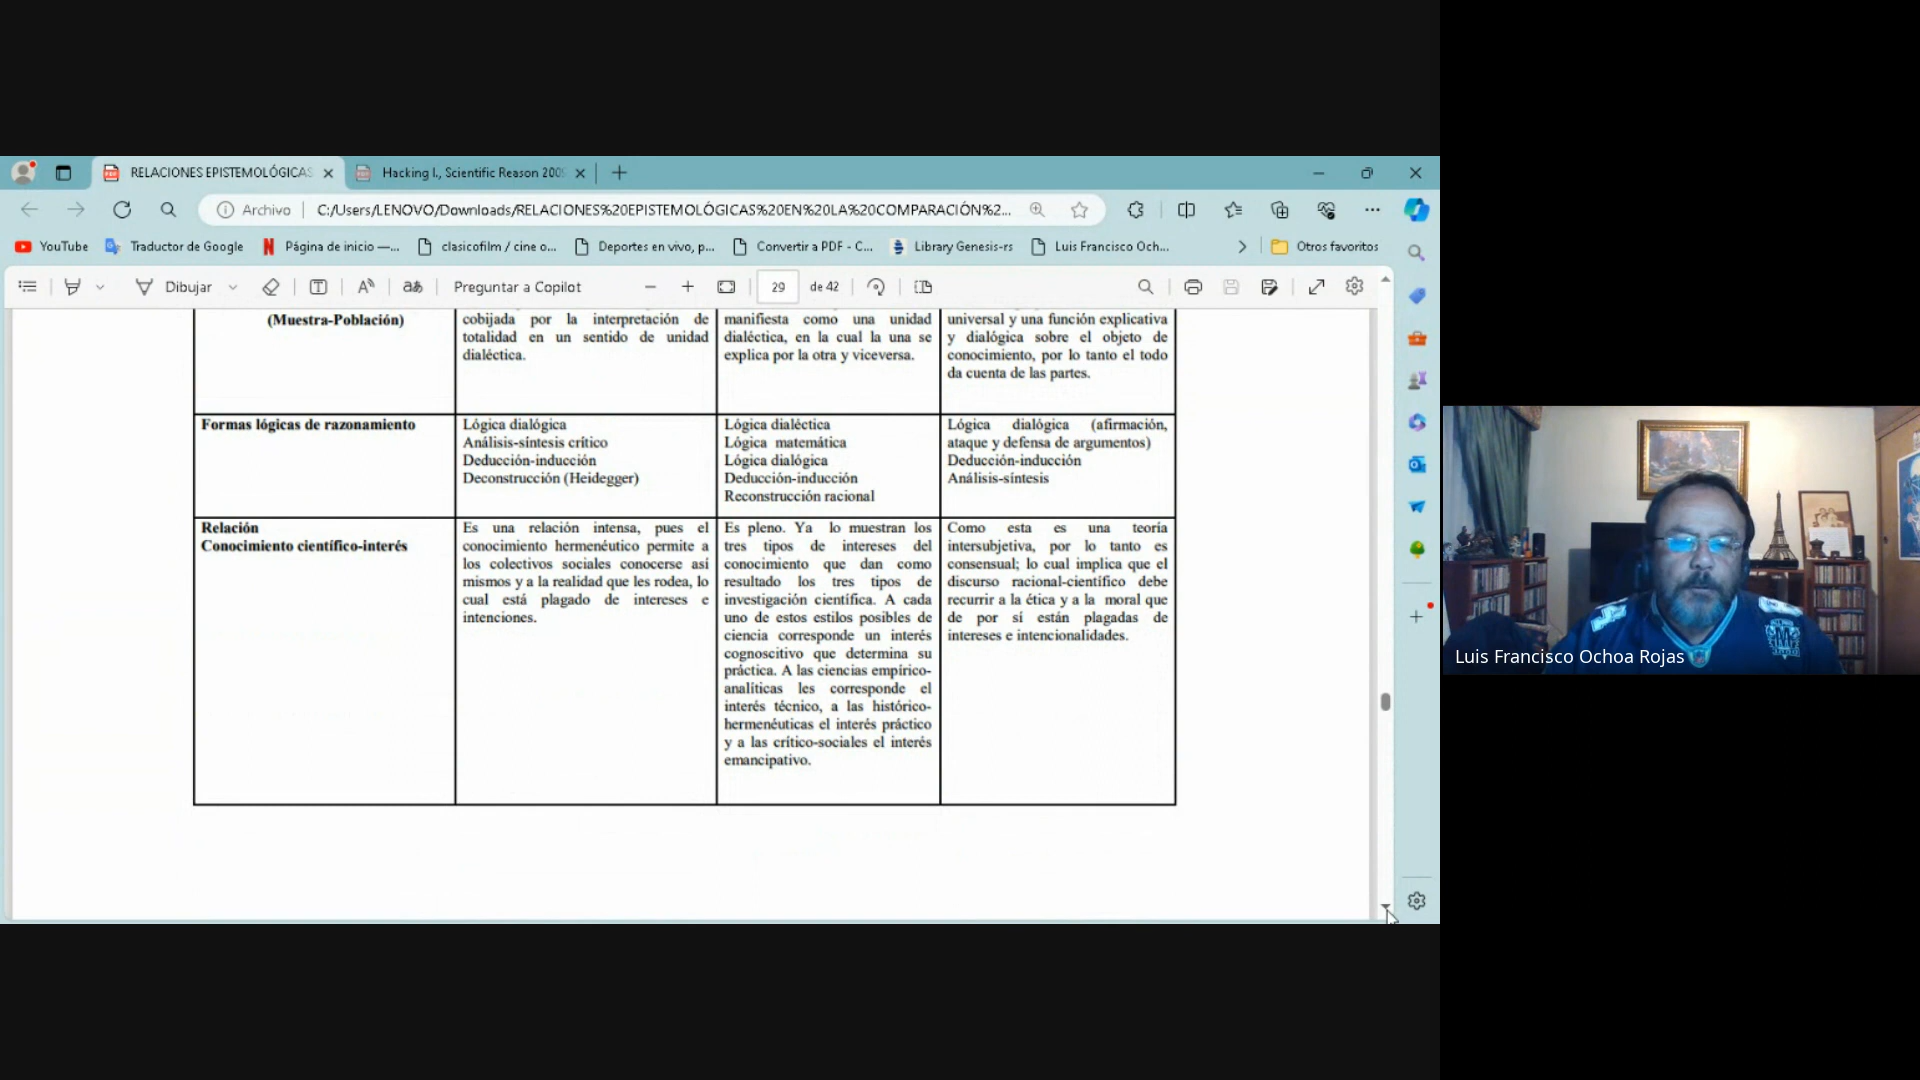 RELACIONES EPISTEMOLÓGICAS
Hacking I., Scientific Reason 200
Archivo
C:/Users/LENOVO/Downloads/RELACIONES%20EPISTEMOLÓGICAS%20EN%20LA%20COMPARACIÓN%2...
YouTube
Traductor de Google
Página de inicio —...
clasicofilm / cine o...
Deportes en vivo, p...
Convertir a PDF - C...
Library Genesis-rs
Luis Francisco Och...
Otros favoritos
Dibujar
Preguntar a Copilot
29
de 42
(Muestra-Población)
cobijada por la interpretación de
totalidad en un sentido de unidad
dialéctica.
manifiesta como una unidad
dialéctica, en la cual la una se
explica por la otra y viceversa.
universal y una función explicativa
y dialógica sobre el objeto de
conocimiento, por lo tanto el todo
da cuenta de las partes.
Formas lógicas de razonamiento
Lógica dialógica
Análisis-síntesis crítico
Deducción-inducción
Deconstrucción (Heidegger)
Lógica dialéctica
Lógica matemática
Lógica dialógica
Deducción-inducción
Reconstrucción racional
Lógica dialógica (afirmación,
ataque y defensa de argumentos)
Deducción-inducción
Análisis-síntesis
Relación
Conocimiento científico-interés
Es una relación intensa, pues el
conocimiento hermenéutico permite a
los colectivos sociales conocerse así
mismos y a la realidad que les rodea, lo
cual está plagado de intereses e
intenciones.
Es pleno. Ya lo muestran los
tres tipos de intereses del
conocimiento que dan como
resultado los tres tipos de
investigación científica. A cada
uno de estos estilos posibles de
ciencia corresponde un interés
cognoscitivo que determina su
práctica. A las ciencias empírico-
analíticas les corresponde el
interés técnico, a las histórico-
hermenéuticas el interés práctico
y a las crítico-sociales el interés
emancipativo.
Como esta es una teoría
intersubjetiva, por lo tanto es
consensual; lo cual implica que el
discurso racional-científico debe
recurrir a la ética y a la moral que
de por sí están plagadas de
intereses e intencionalidades.
Luis Francisco Ochoa Rojas